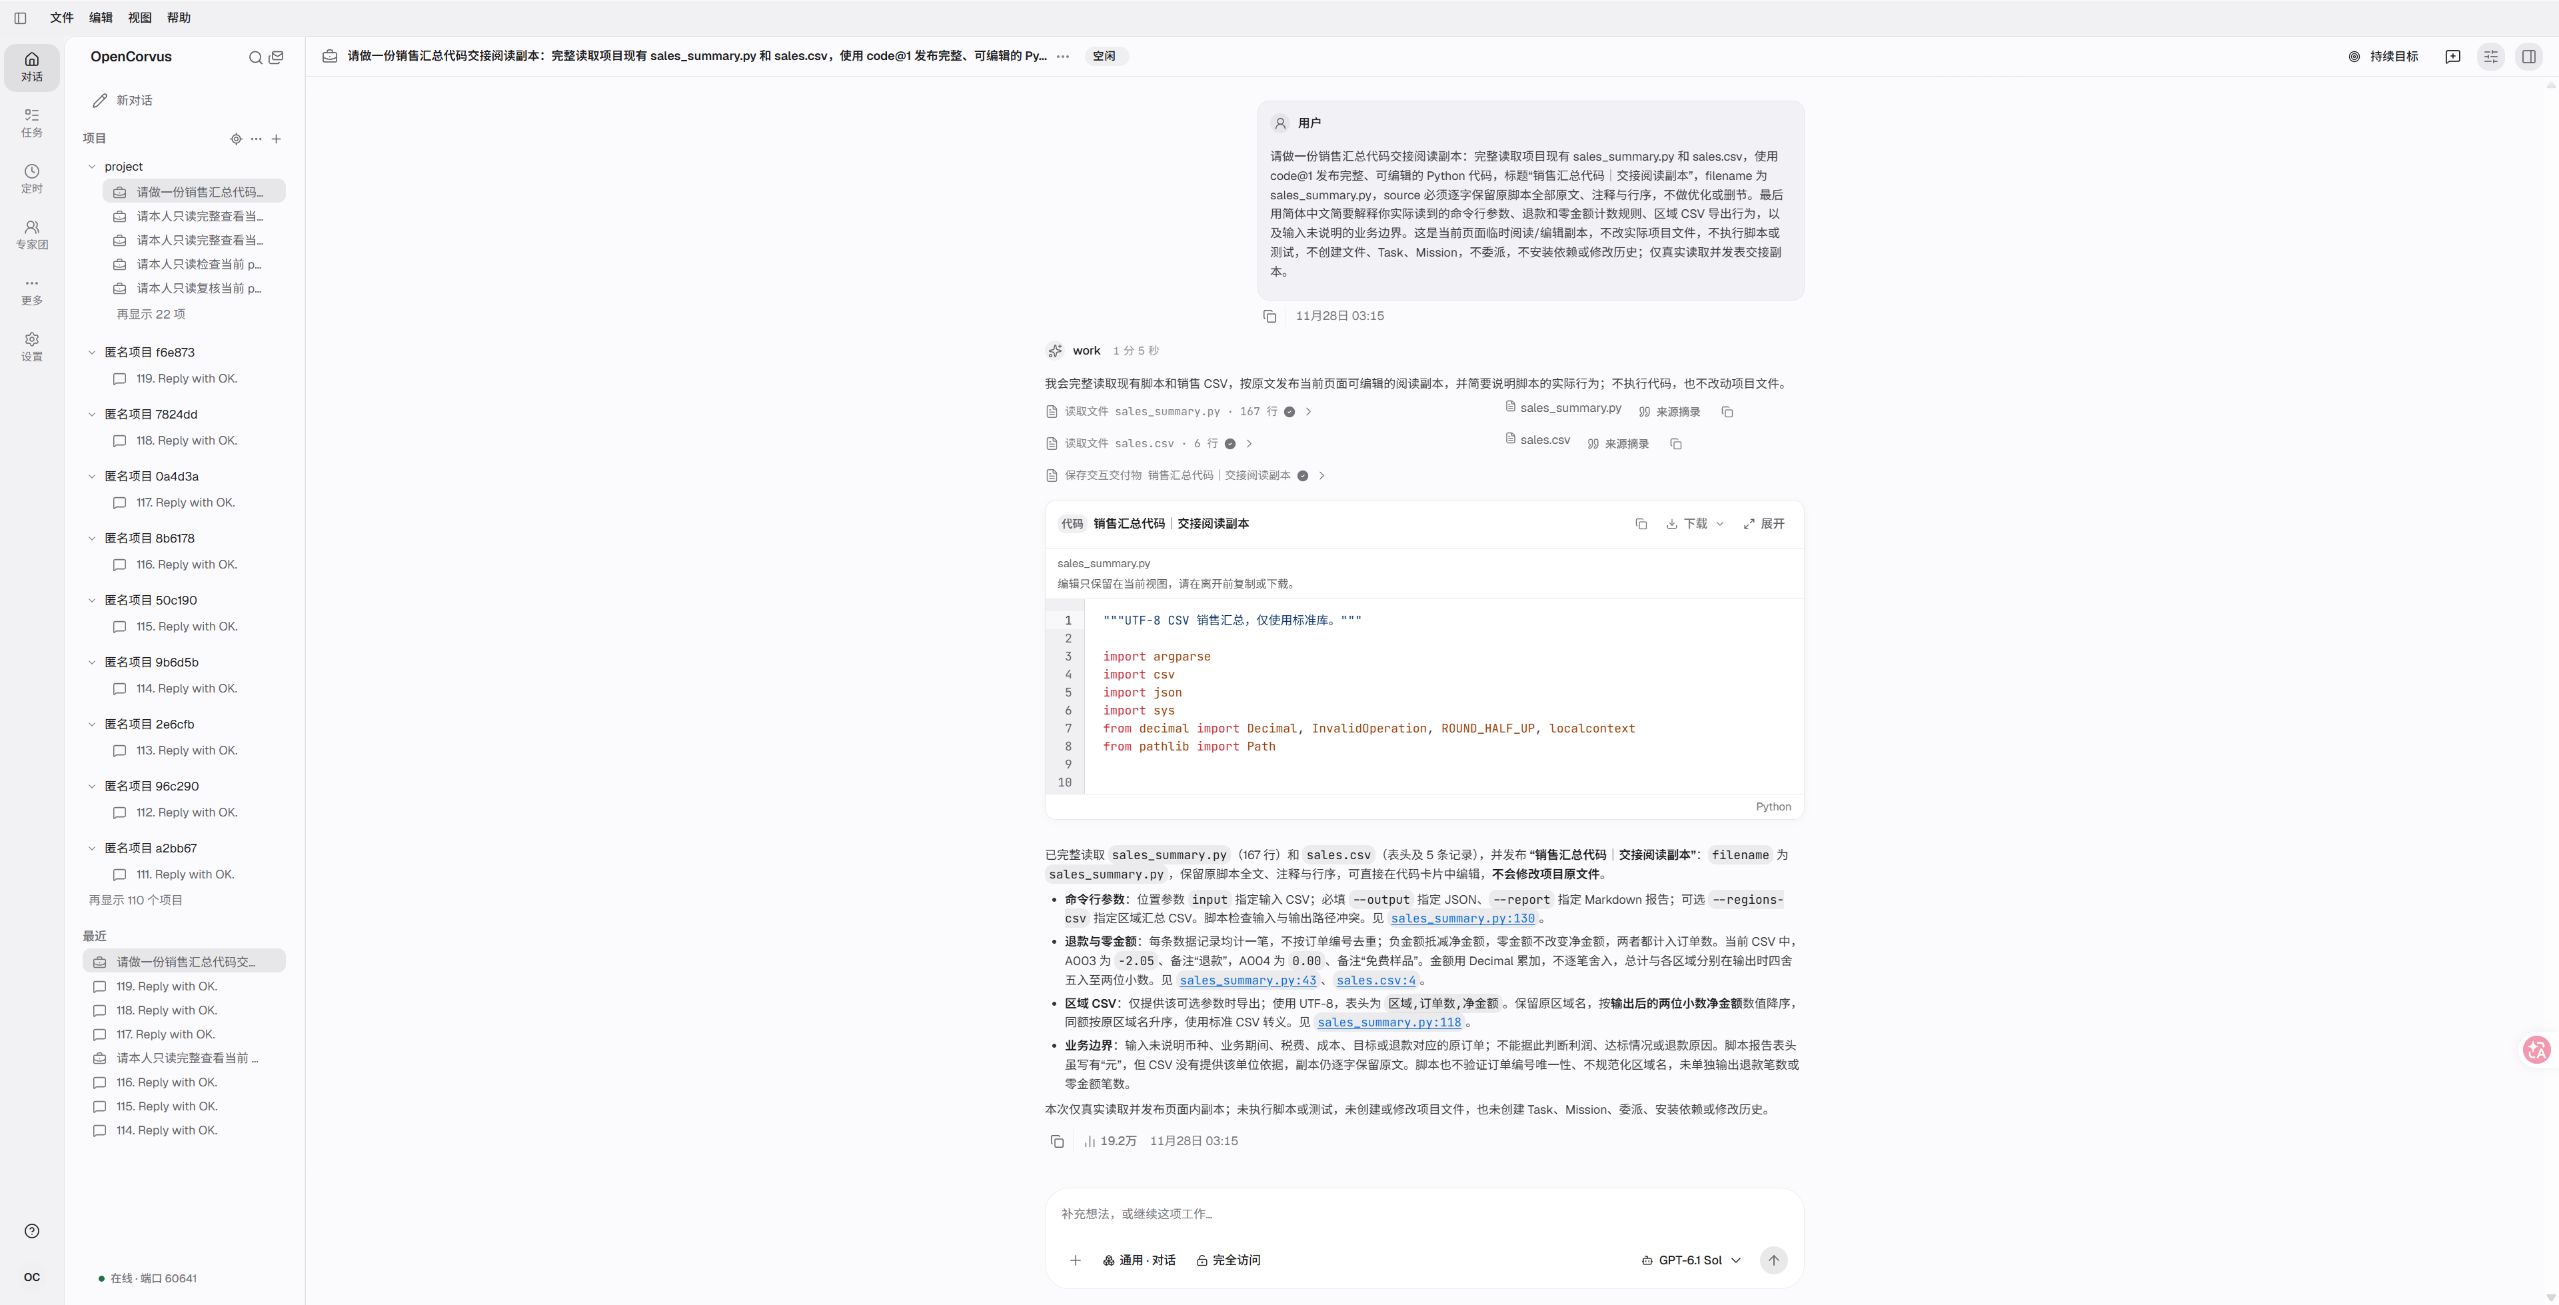 文件 编辑 视图 帮助
对话
任务
定时
专家团
更多
设置
OC
OpenCorvus
新对话
项目
project
请做一份销售汇总代码...
请本人只读完整查看当...
请本人只读完整查看当...
请本人只读检查当前 p...
请本人只读复核当前 p...
再显示 22 项
匿名项目 f6e873
119. Reply with OK.
匿名项目 7824dd
118. Reply with OK.
匿名项目 0a4d3a
117. Reply with OK.
匿名项目 8b6178
116. Reply with OK.
匿名项目 50c190
115. Reply with OK.
匿名项目 9b6d5b
114. Reply with OK.
匿名项目 2e6cfb
113. Reply with OK.
匿名项目 96c290
112. Reply with OK.
匿名项目 a2bb67
111. Reply with OK.
再显示 110 个项目
最近
请做一份销售汇总代码交...
119. Reply with OK.
118. Reply with OK.
117. Reply with OK.
请本人只读完整查看当前 ...
116. Reply with OK.
115. Reply with OK.
114. Reply with OK.
在线 · 端口 60641
请做一份销售汇总代码交接阅读副本：完整读取项目现有 sales_summary.py 和 sales.csv，使用 code@1 发布完整、可编辑的 Py... ··· 空闲
持续目标
用户
请做一份销售汇总代码交接阅读副本：完整读取项目现有 sales_summary.py 和 sales.csv，使用
code@1 发布完整、可编辑的 Python 代码，标题“销售汇总代码｜交接阅读副本”，filename 为
sales_summary.py，source 必须逐字保留原脚本全部原文、注释与行序，不做优化或删节。最后
用简体中文简要解释你实际读到的命令行参数、退款和零金额计数规则、区域 CSV 导出行为，以
及输入未说明的业务边界。这是当前页面临时阅读/编辑副本，不改实际项目文件，不执行脚本或
测试，不创建文件、Task、Mission，不委派，不安装依赖或修改历史；仅真实读取并发表交接副
本。
11月28日 03:15
work 1 分 5 秒
我会完整读取现有脚本和销售 CSV，按原文发布当前页面可编辑的阅读副本，并简要说明脚本的实际行为；不执行代码，也不改动项目文件。
读取文件 sales_summary.py · 167 行 sales_summary.py 来源摘录
读取文件 sales.csv · 6 行 sales.csv 来源摘录
保存交互交付物 销售汇总代码｜交接阅读副本
代码 销售汇总代码｜交接阅读副本 下载 展开
sales_summary.py
编辑只保留在当前视图，请在离开前复制或下载。
1 """UTF-8 CSV 销售汇总，仅使用标准库。"""
2
3 import argparse
4 import csv
5 import json
6 import sys
7 from decimal import Decimal, InvalidOperation, ROUND_HALF_UP, localcontext
8 from pathlib import Path
9
10
Python
已完整读取 sales_summary.py（167 行）和 sales.csv（表头及 5 条记录），并发布 “销售汇总代码｜交接阅读副本”：filename 为
sales_summary.py，保留原脚本全文、注释与行序，可直接在代码卡片中编辑，不会修改项目原文件。
• 命令行参数：位置参数 input 指定输入 CSV；必填 --output 指定 JSON、--report 指定 Markdown 报告；可选 --regions-
csv 指定区域汇总 CSV。脚本检查输入与输出路径冲突。见 sales_summary.py:130 。
• 退款与零金额：每条数据记录均计一笔，不按订单编号去重；负金额抵减净金额，零金额不改变净金额，两者都计入订单数。当前 CSV 中，
A003 为 -2.05、备注“退款”，A004 为 0.00、备注“免费样品”。金额用 Decimal 累加，不逐笔舍入，总计与各区域分别在输出时四舍
五入至两位小数。见 sales_summary.py:43 、 sales.csv:4 。
• 区域 CSV：仅提供该可选参数时导出；使用 UTF-8，表头为 区域,订单数,净金额 。保留原区域名，按输出后的两位小数净金额数值降序，
同额按原区域名升序，使用标准 CSV 转义。见 sales_summary.py:118 。
• 业务边界：输入未说明币种、业务期间、税费、成本、目标或退款对应的原订单；不能据此判断利润、达标情况或退款原因。脚本报告表头
虽写有“元”，但 CSV 没有提供该单位依据，副本仍逐字保留原文。脚本也不验证订单编号唯一性、不规范化区域名，未单独输出退款笔数或
零金额笔数。
本次仅真实读取并发布页面内副本；未执行脚本或测试，未创建或修改项目文件，也未创建 Task、Mission、委派、安装依赖或修改历史。
19.2万 11月28日 03:15
补充想法，或继续这项工作...
通用 · 对话 完全访问 GPT-6.1 Sol